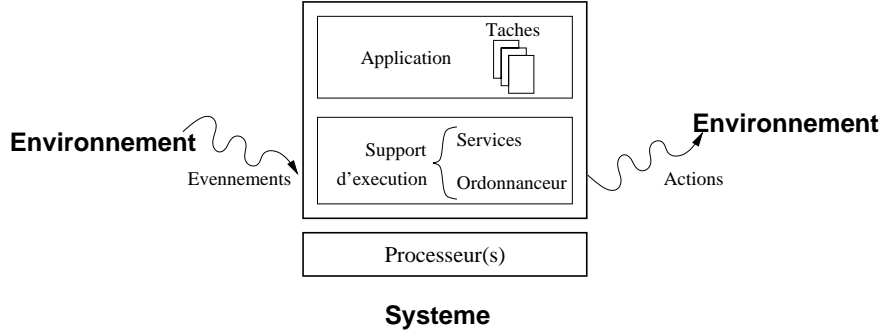 Taches
Application
Environnement
Evennements
Support
d'execution
Services
Ordonnanceur
Environnement
Actions
Processeur(s)
Systeme